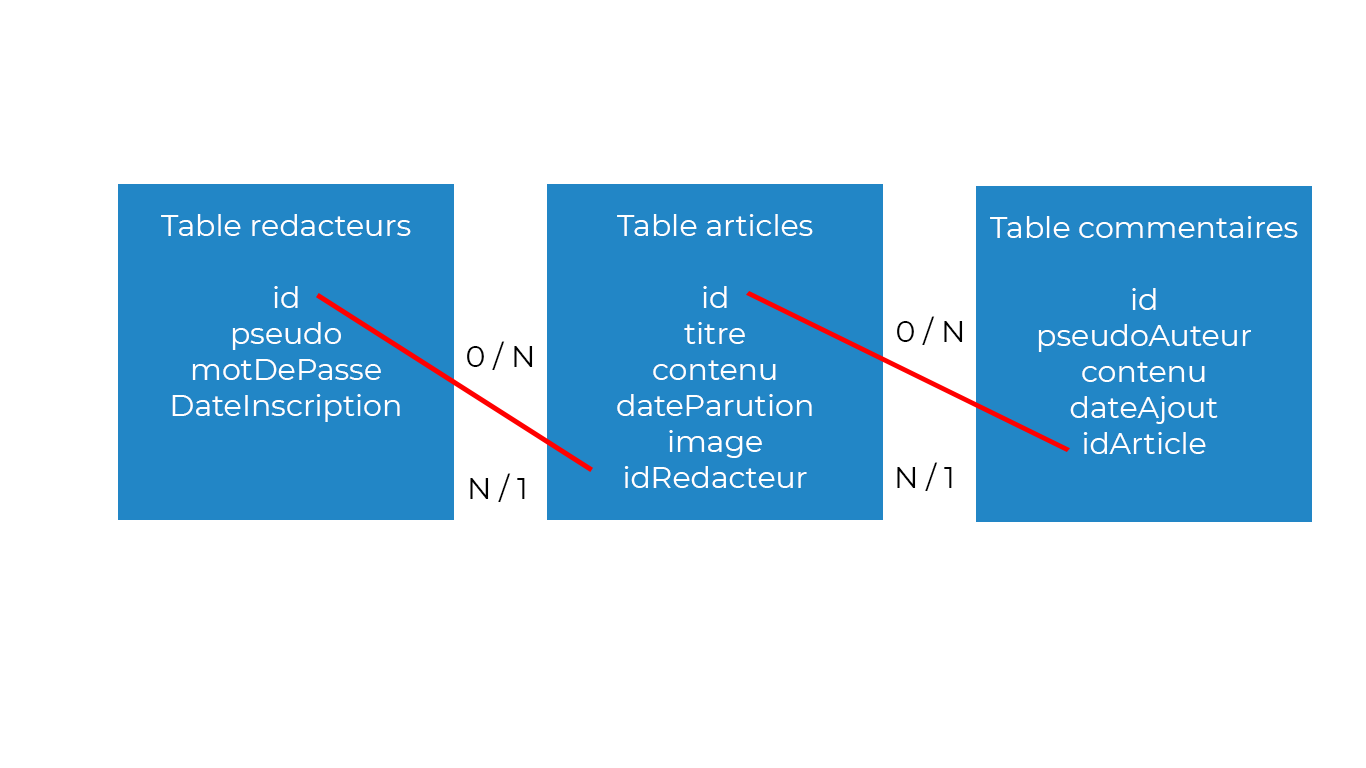 Table redacteurs
id
pseudo
motDePasse
DateInscription
0 / N
N / 1
Table articles
id
titre
contenu
dateParution
image
idRedacteur
0 / N
N / 1
Table commentaires
id
pseudoAuteur
contenu
dateAjout
idArticle